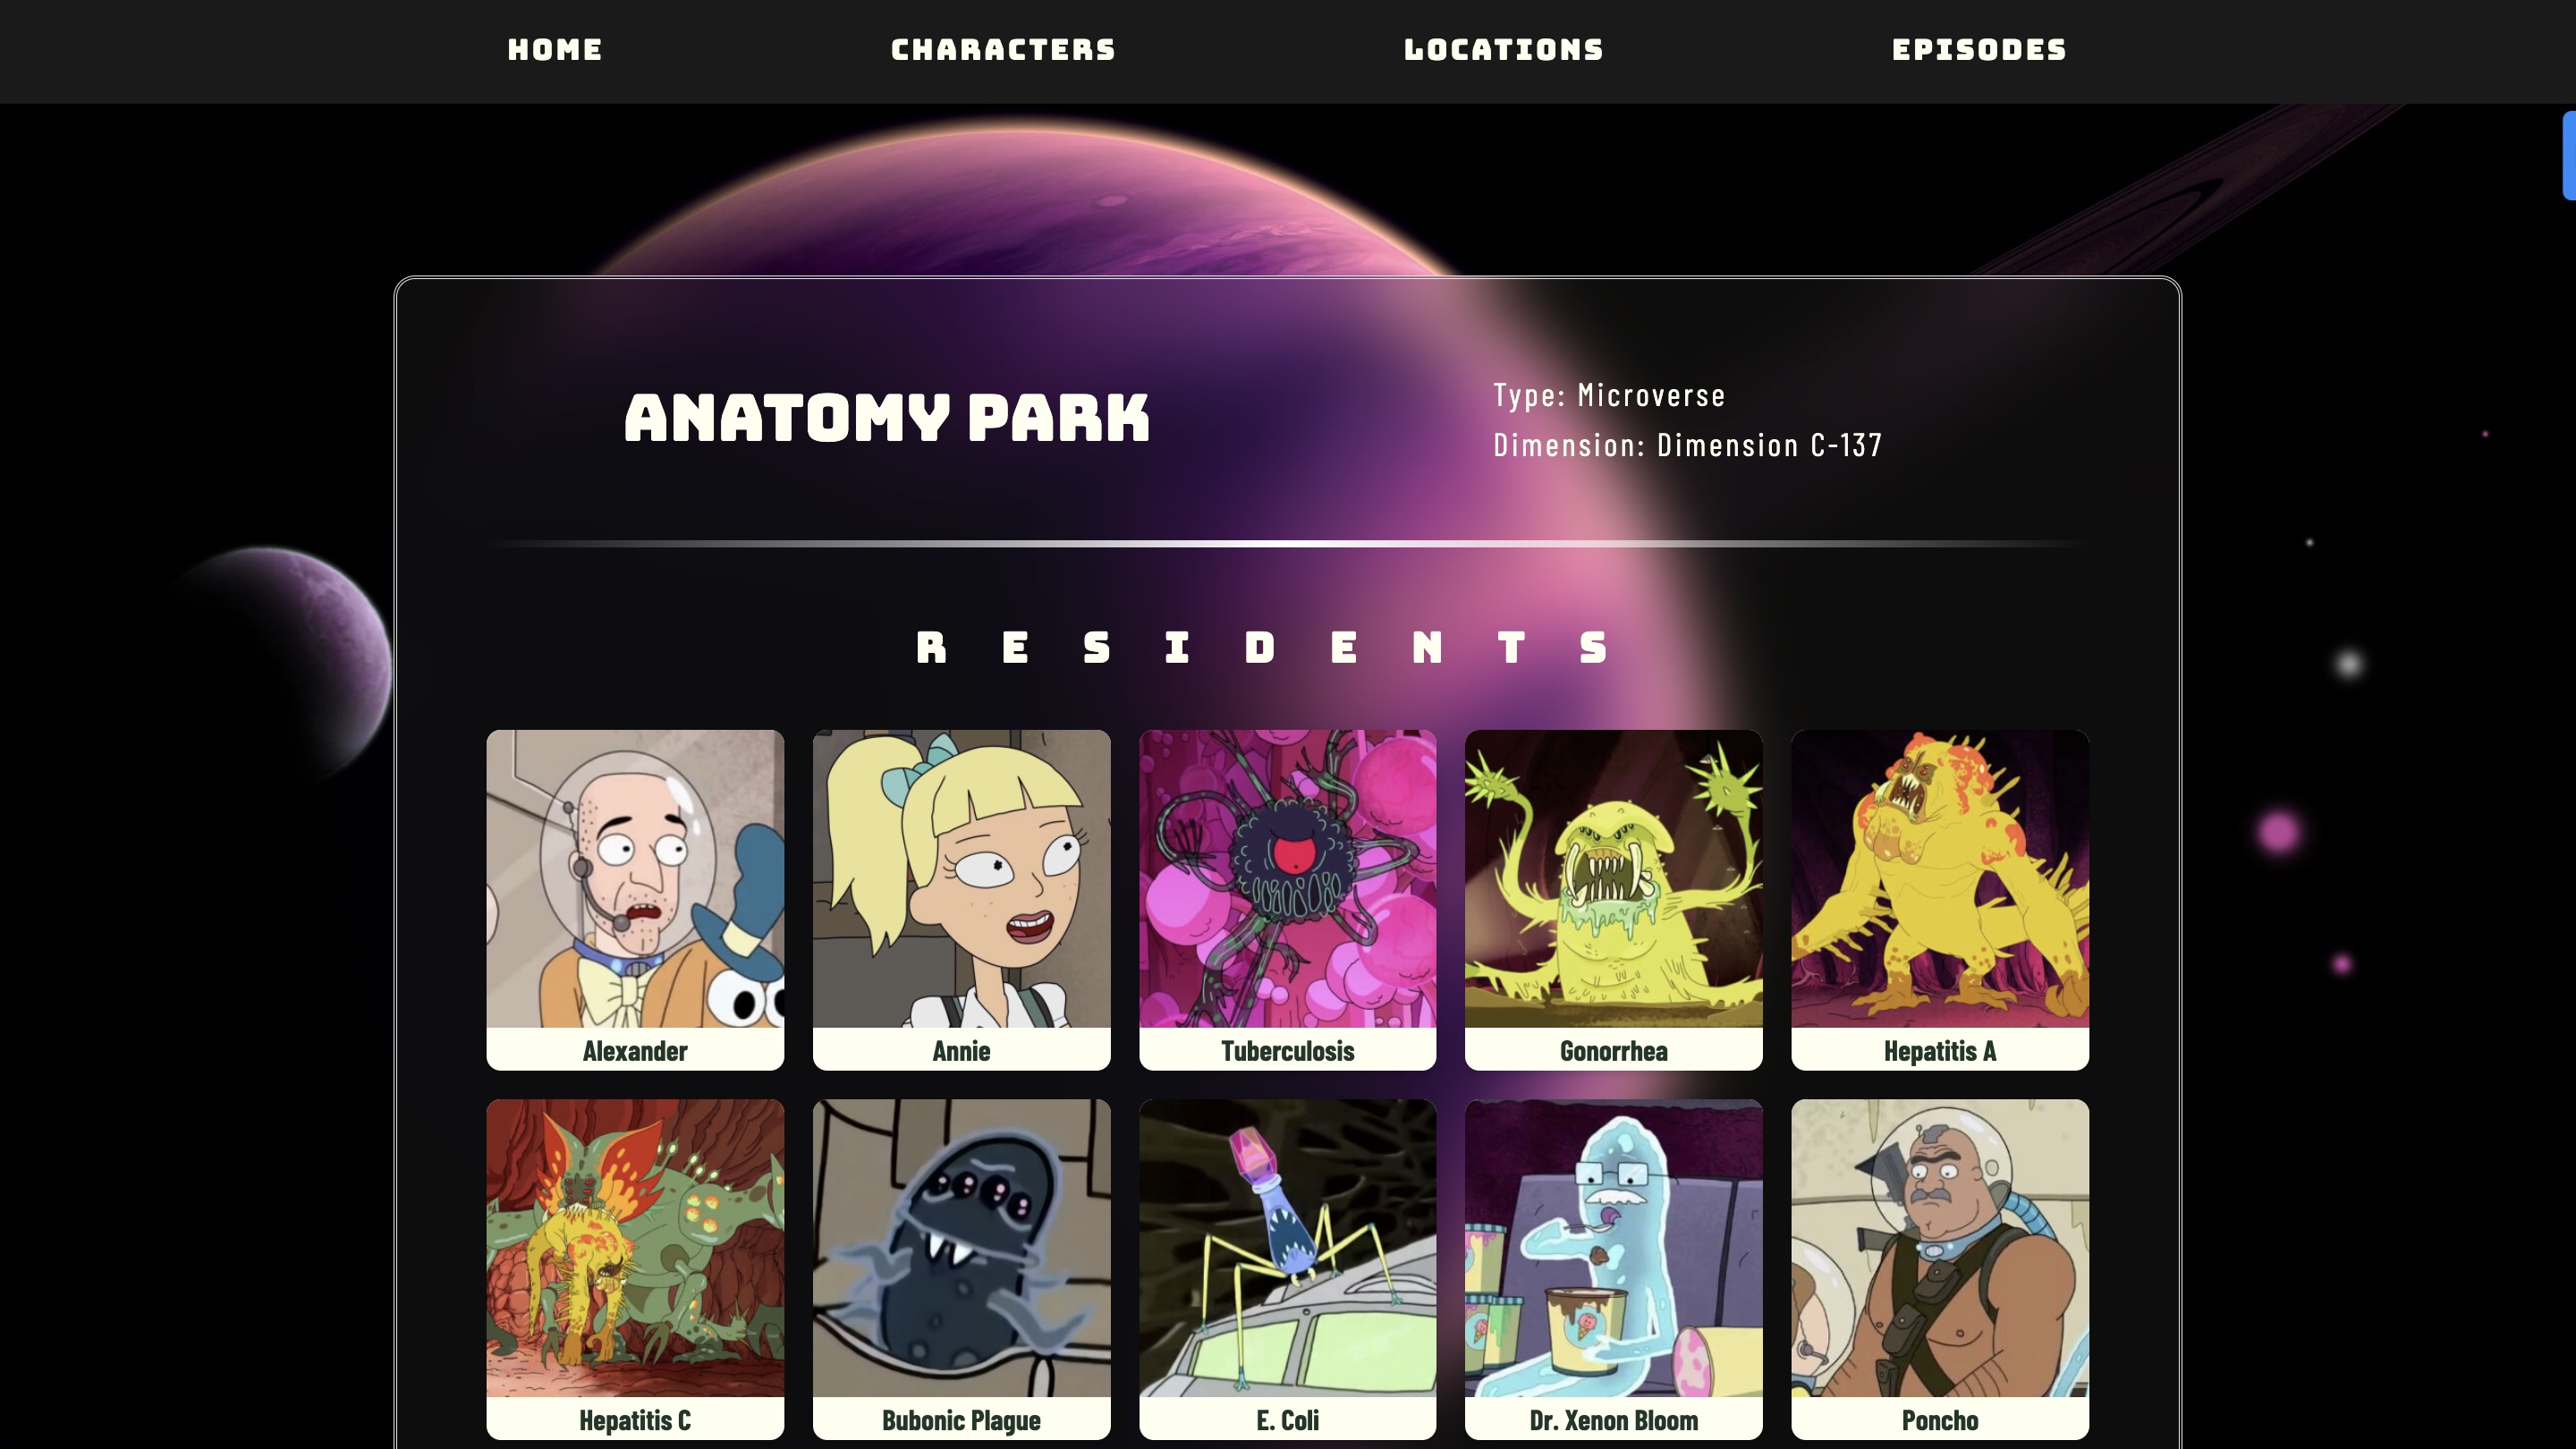 HOME CHARACTERS LOCATIONS EPISODES
ANATOMY PARK
Type: Microverse
Dimension: Dimension C-137
RESIDENTS
Alexander Annie Tuberculosis Gonorrhea Hepatitis A
Hepatitis C Bubonic Plague E. Coli Dr. Xenon Bloom Poncho